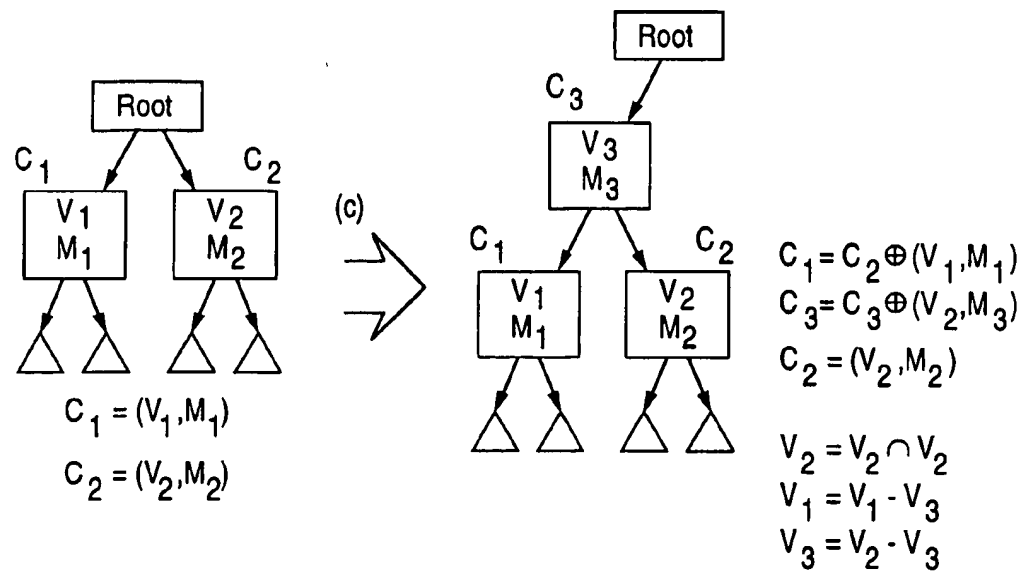 Root
C1 C2
V1 V2
M1 M2
C1 = (V1,M1)
C2 = (V2,M2)
(c)
Root
C3
V3
M3
C1 C2
V1 V2
M1 M2
C1 = C2 ⊕ (V1,M1)
C3 = C3 ⊕ (V2,M3)
C2 = (V2,M2)
V2 = V2 ∩ V2
V1 = V1 - V3
V3 = V2 - V3